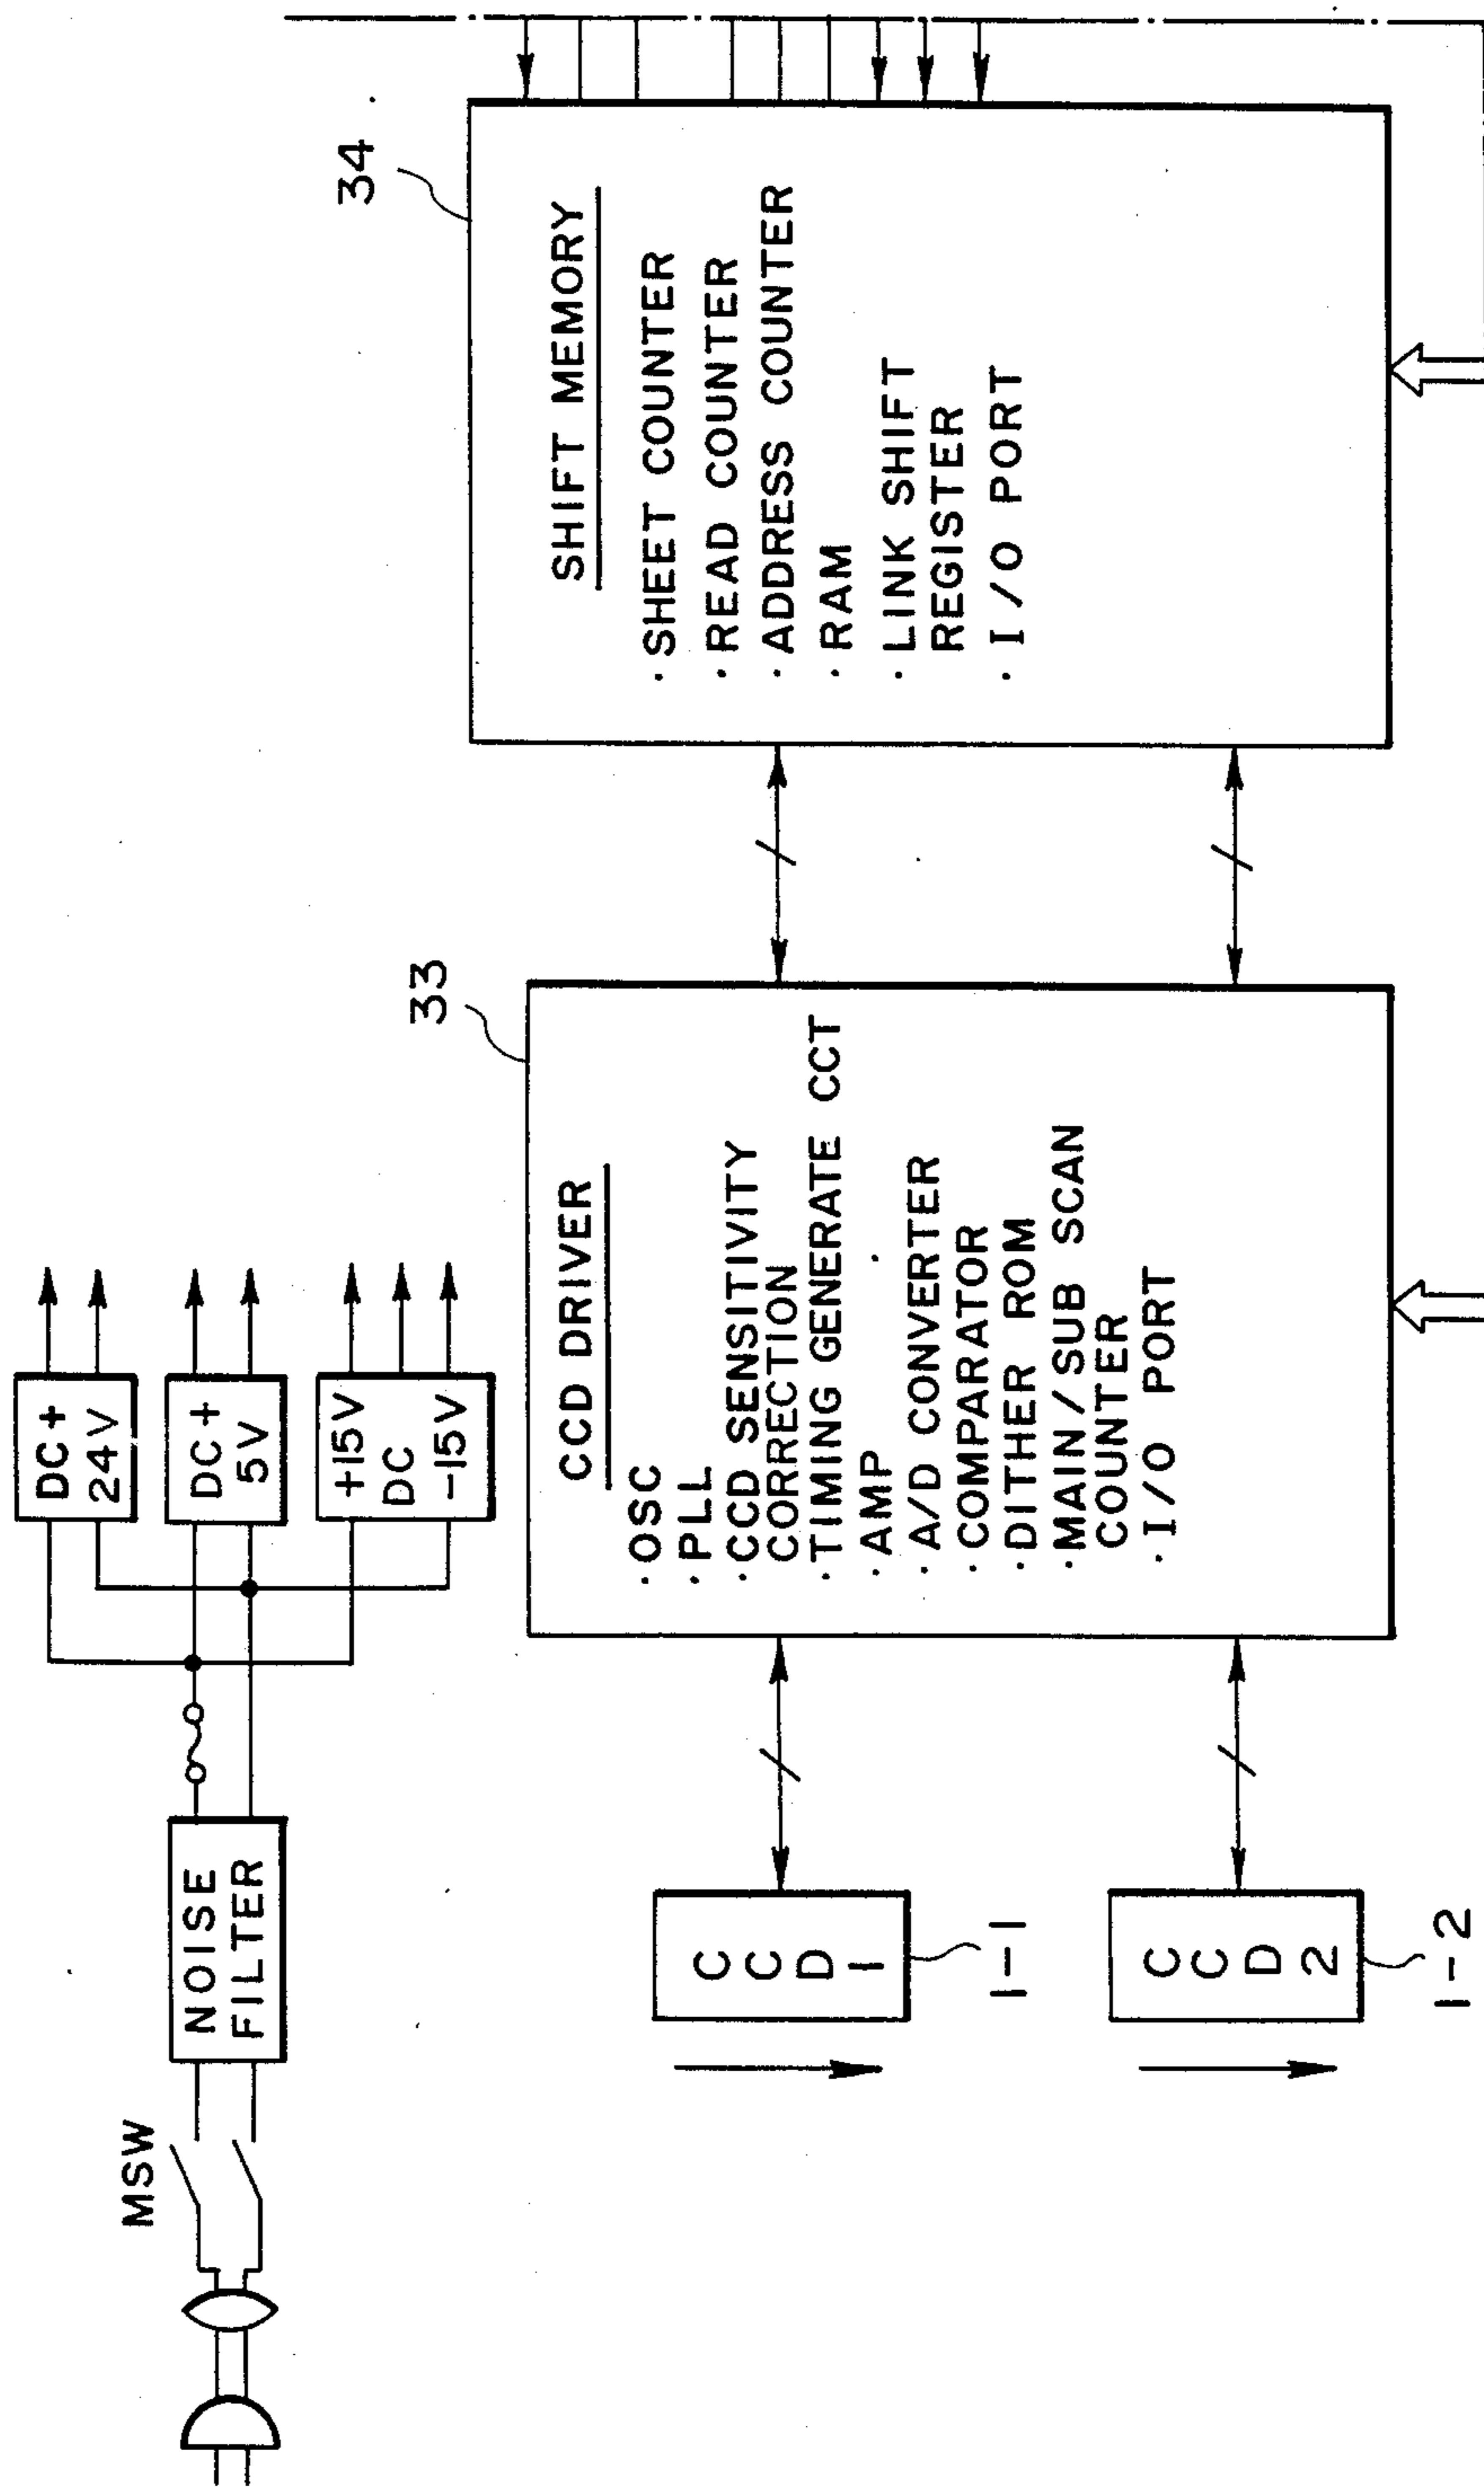 MSW
NOISE
FILTER
DC+
24V
DC+
5V
+15V
DC
-15V
33
CCD DRIVER
· OSC
· PLL
· CCD SENSITIVITY
CORRECTION
· TIMING GENERATE CCT
· AMP
· A/D CONVERTER
· COMPARATOR
· DITHER ROM
· MAIN/SUB SCAN
COUNTER
· I/O PORT
34
SHIFT MEMORY
· SHEET COUNTER
· READ COUNTER
· ADDRESS COUNTER
· RAM
· LINK SHIFT
REGISTER
· I/O PORT
C
C
D
1
1-1
C
C
D
2
1-2